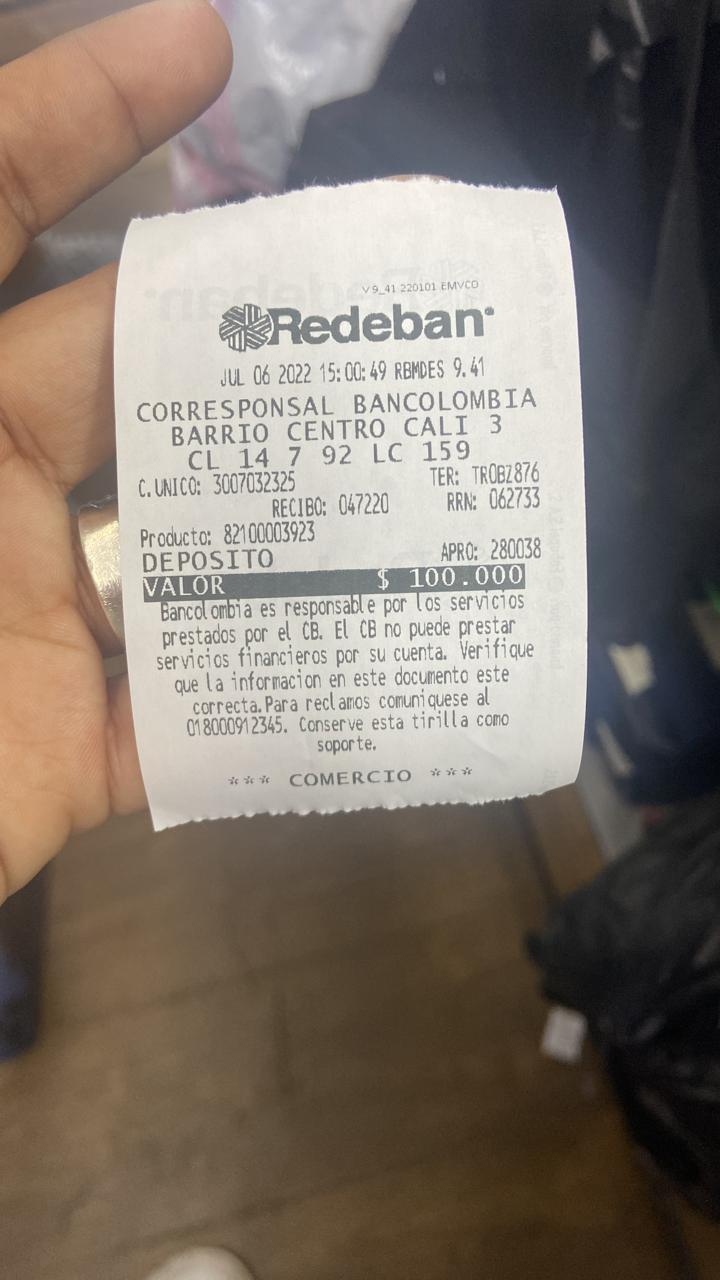 V9_41 220101 EMVCO
Redeban
JUL 06 2022 15:00:49 RBMDES 9.41
CORRESPONSAL BANCOLOMBIA
BARRIO CENTRO CALI 3
CL 14 7 92 LC 159
C.UNICO: 3007032325 TER: TROBZ876
RECIBO: 047220 RRN: 062733
Producto: 82100003923
DEPOSITO APRO: 280038
VALOR $ 100.000
Bancolombia es responsable por los servicios
prestados por el CB. El CB no puede prestar
servicios financieros por su cuenta. Verifique
que la informacion en este documento este
correcta.Para reclamos comuniquese al
018000912345. Conserve esta tirilla como
soporte.
*** COMERCIO ***